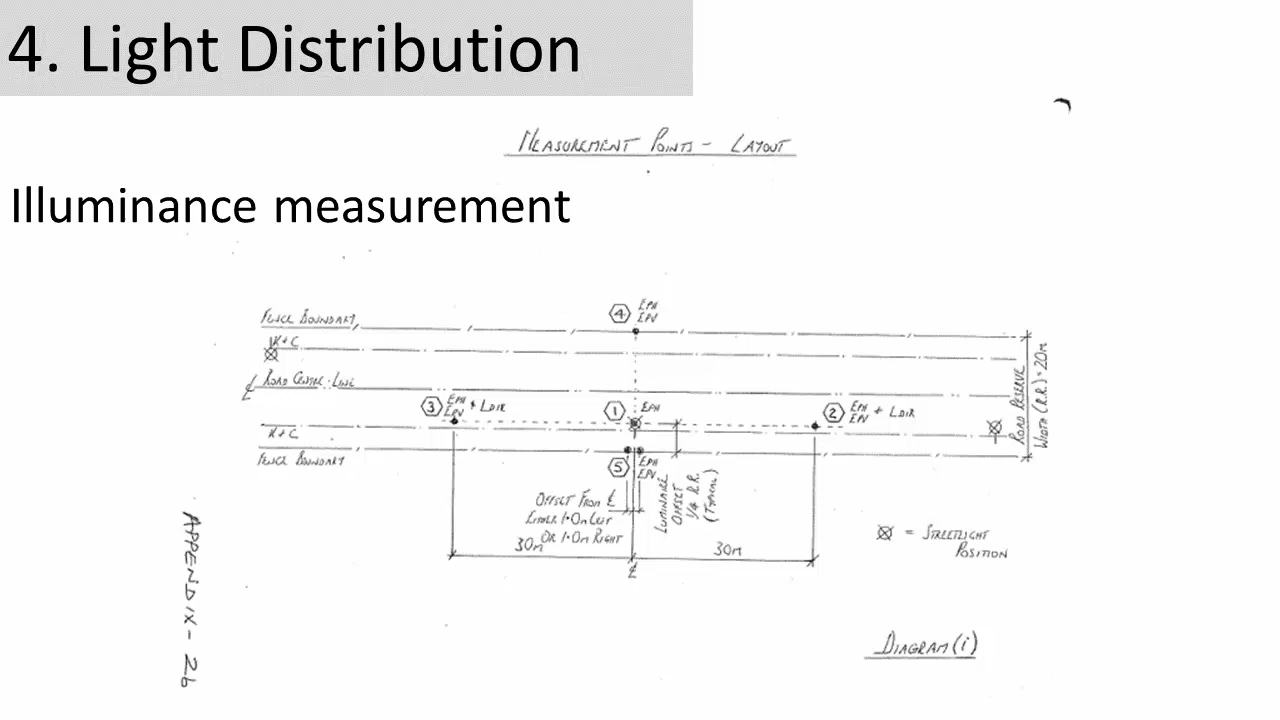 4. Light Distribution
MEASUREMENT POINTS - LAYOUT
Illuminance measurement
FENCE BOUNDARY
4
EPH
EPV
K+C
ROAD CENTRE-LINE
℄
3
EPH
EPV + LDIR
1
EPH
2
EPH
EPV + LDIR
K+C
FENCE BOUNDARY
5
EPH
EPV
ROAD RESERVE
WIDTH (R.R.) = 20m
OFFSET FROM ℄
EITHER 1.0m LEFT
OR 1.0m RIGHT
LUMINAIRE
OFFSET
1/4 R.R.
(TYPICAL)
30m
30m
℄
= STREETLIGHT
POSITION
APPENDIX - 2b
DIAGRAM (i)